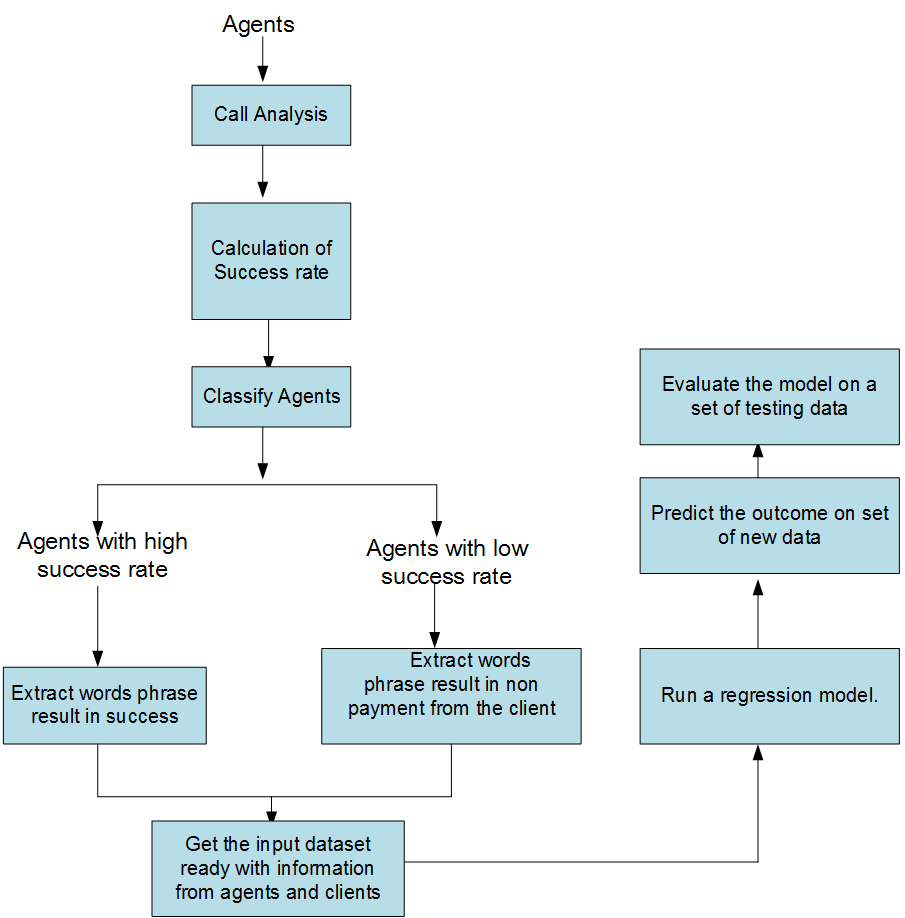 Agents
Call Analysis
Calculation of
Success rate
Classify Agents
Agents with high
success rate
Agents with low
success rate
Extract words phrase
result in success
Extract words
phrase result in non
payment from the client
Get the input dataset
ready with information
from agents and clients
Run a regression model.
Predict the outcome on set
of new data
Evaluate the model on a
set of testing data